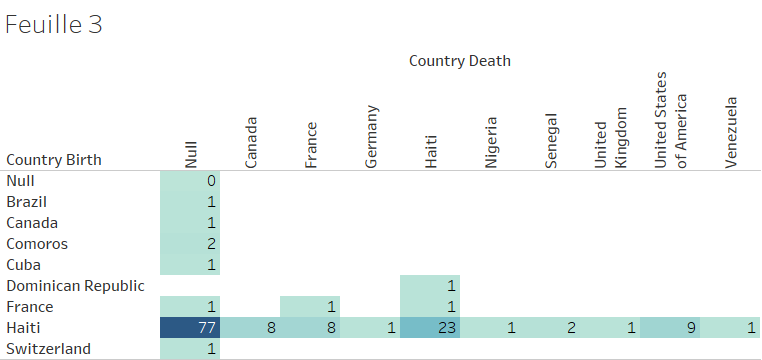 Feuille 3
Country Death
Country Birth Null Canada France Germany Haiti Nigeria Senegal United Kingdom United States of America Venezuela
Null 0
Brazil 1
Canada 1
Comoros 2
Cuba 1
Dominican Republic 1
France 1 1 1
Haiti 77 8 8 1 23 1 2 1 9 1
Switzerland 1